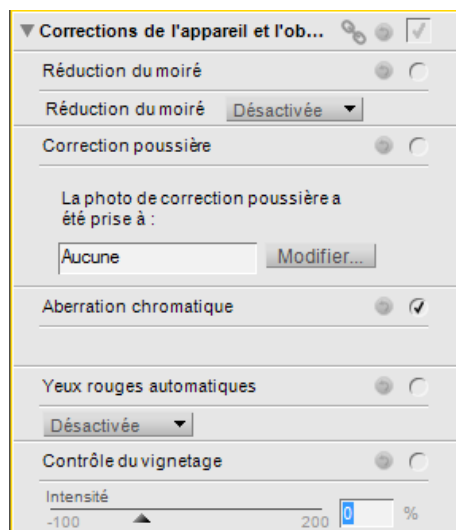 Corrections de l'appareil et l'ob...
Réduction du moiré
Réduction du moiré Désactivée
Correction poussière
La photo de correction poussière a
été prise à :
Aucune Modifier...
Aberration chromatique
Yeux rouges automatiques
Désactivée
Contrôle du vignetage
Intensité
-100 200 0 %